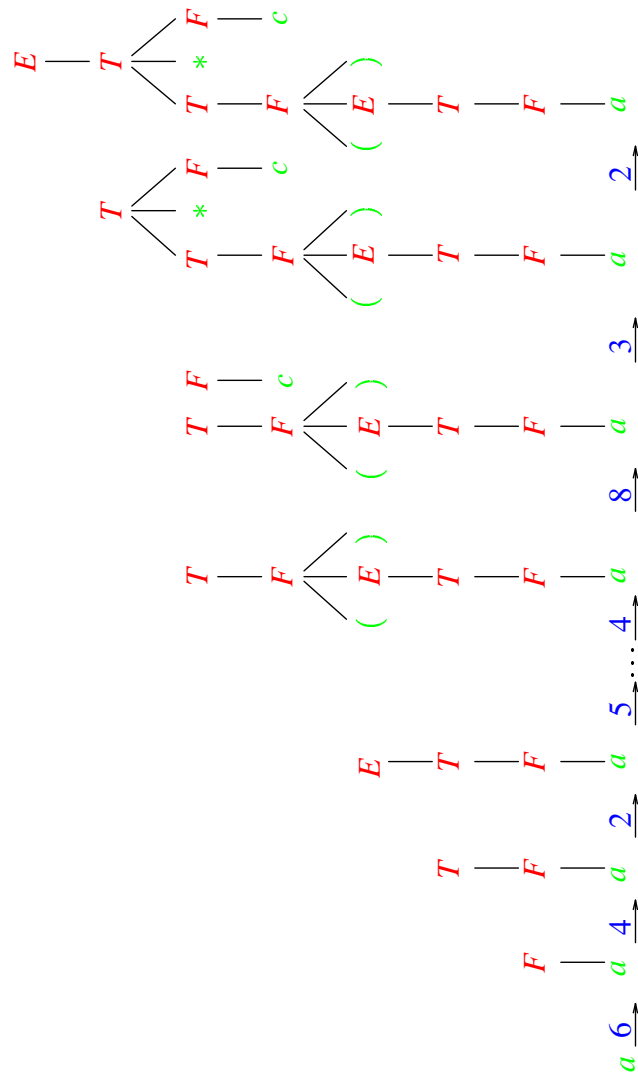 E
T T
T T F T * F T * F
F F c F c F c
E ( E ) ( E ) ( E ) ( E )
T T T T T T
F F F F F F F
a 6 a 4 a 2 a 5 .... 4 a 8 a 3 a 2 a